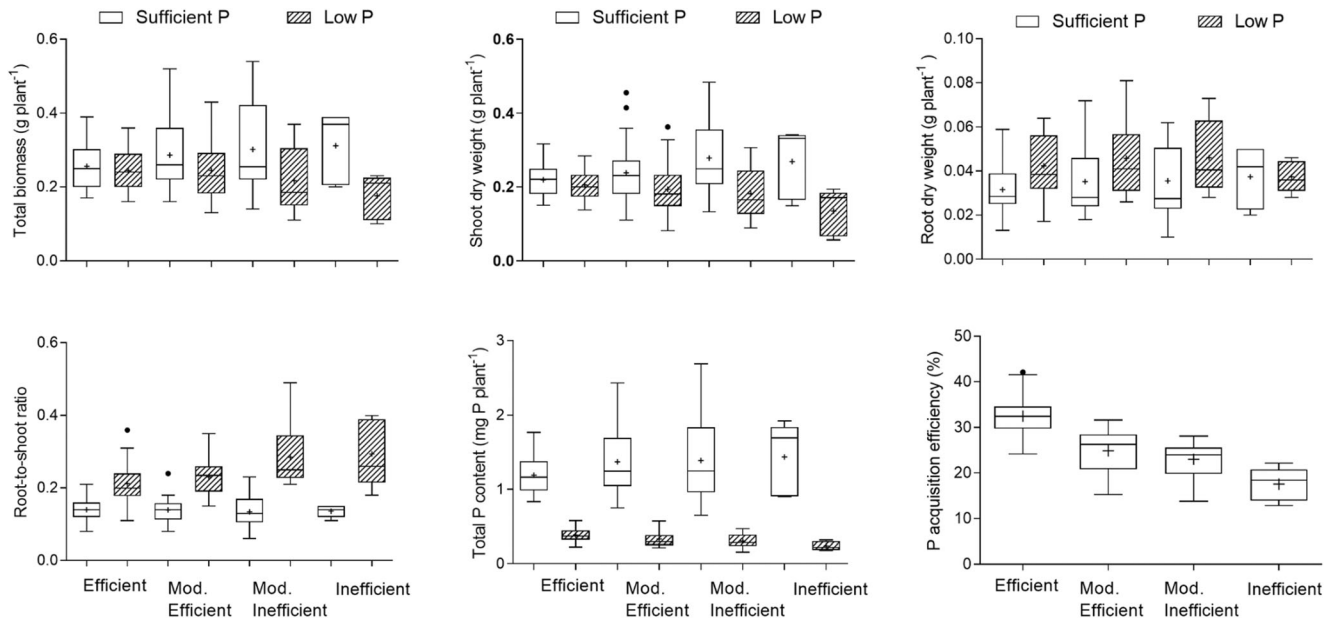 Sufficient P Low P
Total biomass (g plant⁻¹)
0.6
0.4
0.2
0.0
Sufficient P Low P
Shoot dry weight (g plant⁻¹)
0.6
0.4
0.2
0.0
Sufficient P Low P
Root dry weight (g plant⁻¹)
0.10
0.08
0.06
0.04
0.02
0.00
Root-to-shoot ratio
0.6
0.4
0.2
0.0
Efficient Mod. Mod. Inefficient
Efficient Inefficient
Total P content (mg P plant⁻¹)
3
2
1
0
Efficient Mod. Mod. Inefficient
Efficient Inefficient
P acquisition efficiency (%)
50
40
30
20
10
0
Efficient Mod. Mod. Inefficient
Efficient Inefficient